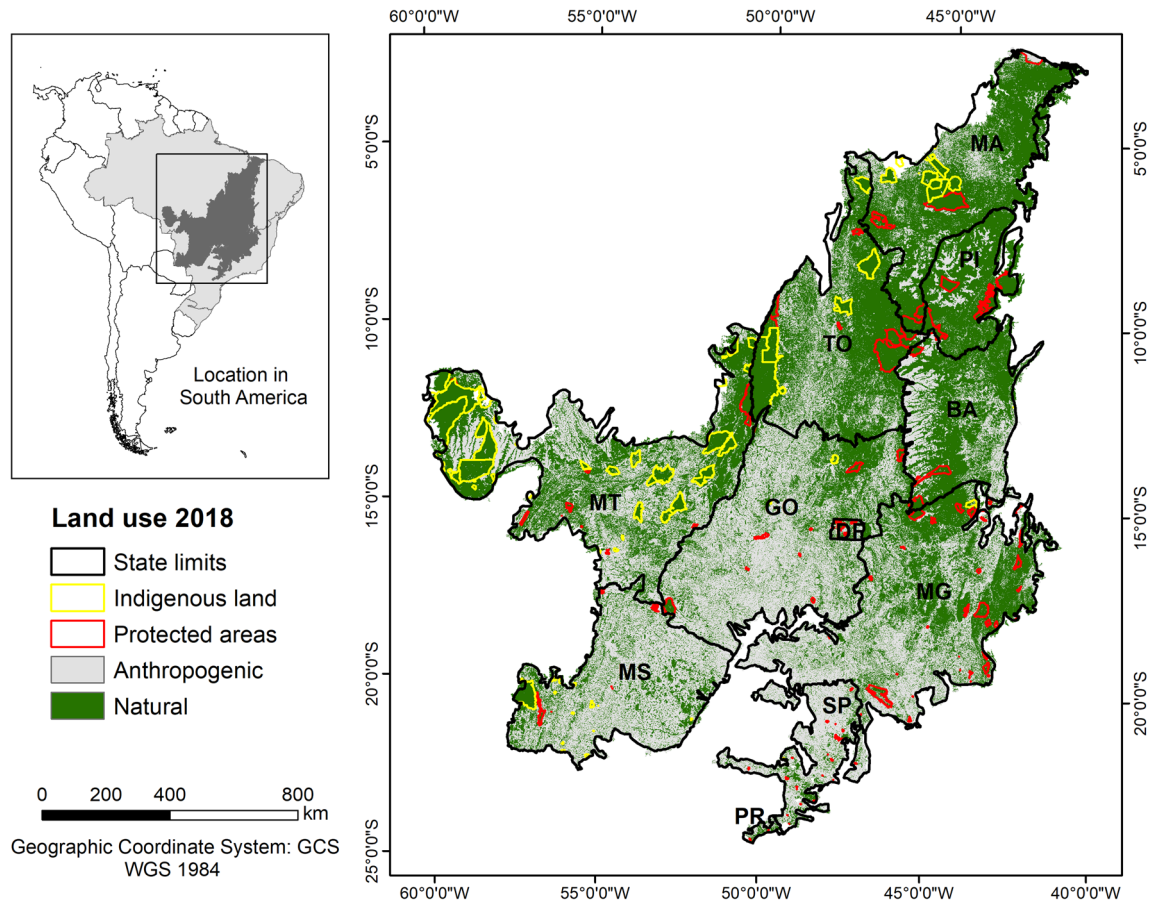 60°0'0"W 55°0'0"W 50°0'0"W 45°0'0"W
Location in
South America
5°0'0"S
10°0'0"S
15°0'0"S
20°0'0"S
25°0'0"S
MA
PI
TO
BA
MT
GO
DF
MG
MS
SP
PR
5°0'0"S
10°0'0"S
15°0'0"S
20°0'0"S
Land use 2018
State limits
Indigenous land
Protected areas
Anthropogenic
Natural
0 200 400 800
km
Geographic Coordinate System: GCS
WGS 1984
60°0'0"W 55°0'0"W 50°0'0"W 45°0'0"W 40°0'0"W